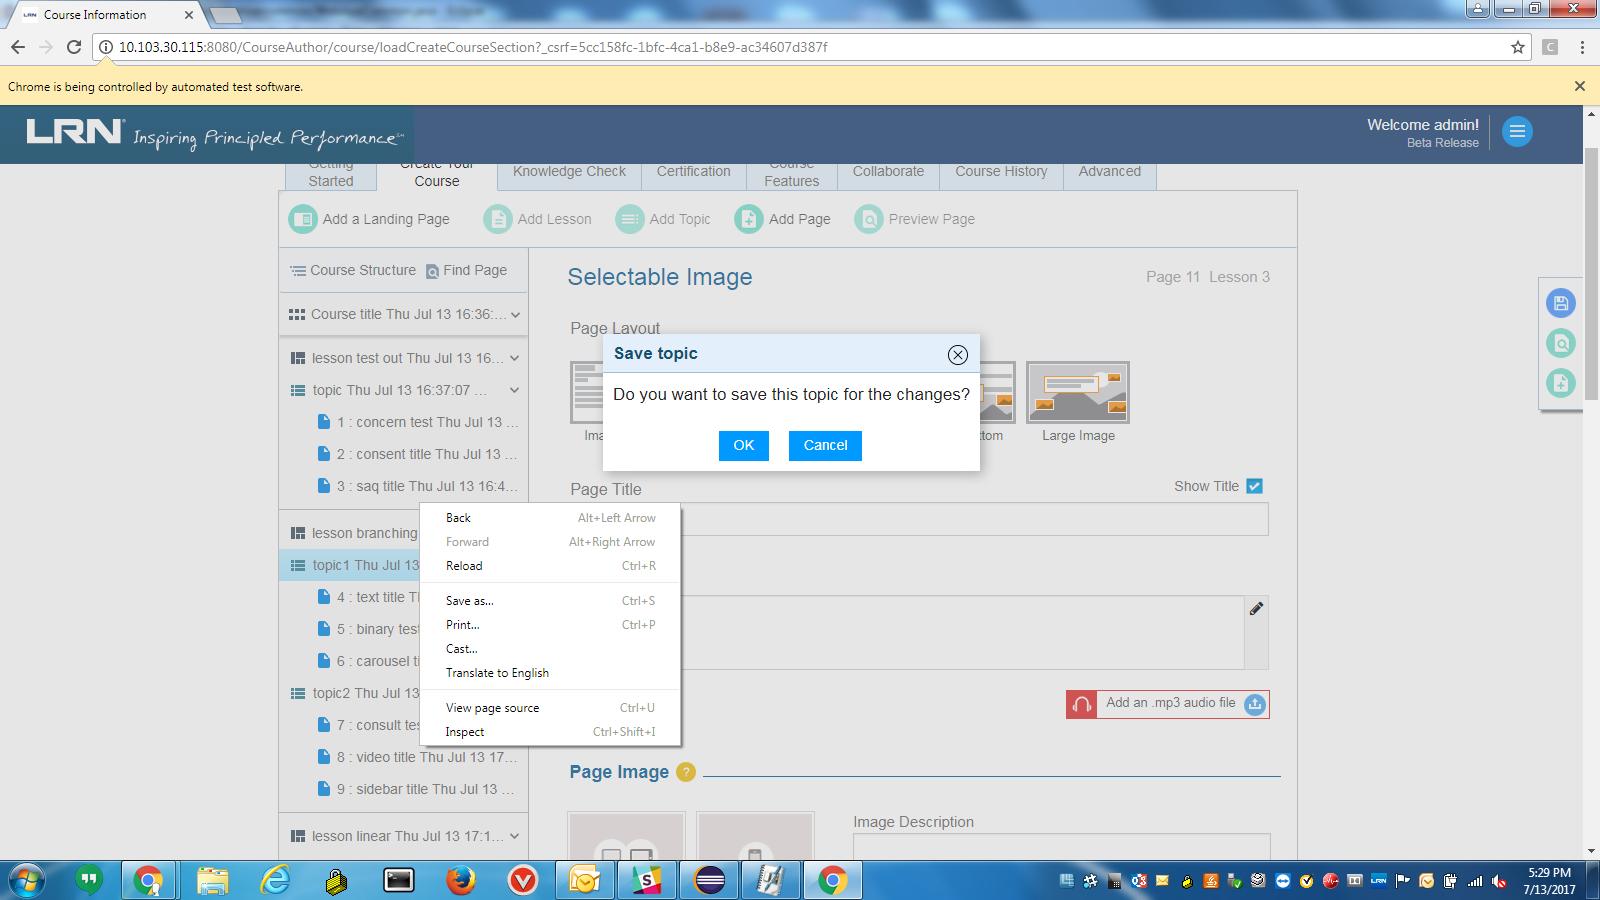 Course Information
10.103.30.115:8080/CourseAuthor/course/loadCreateCourseSection?_csrf=5cc158fc-1bfc-4ca1-b8e9-ac34607d387f
Chrome is being controlled by automated test software.
LRN Inspiring Principled Performance
Welcome admin!
Beta Release
Getting Started
Create Your Course
Knowledge Check
Certification
Course Features
Collaborate
Course History
Advanced
Add a Landing Page
Add Lesson
Add Topic
Add Page
Preview Page
Course Structure
Find Page
Course title Thu Jul 13 16:36:...
lesson test out Thu Jul 13 16...
topic Thu Jul 13 16:37:07 ...
1 : concern test Thu Jul 13 ...
2 : consent title Thu Jul 13 ...
3 : saq title Thu Jul 13 16:4...
lesson branching
topic1 Thu Jul 13
4 : text title T
5 : binary test
6 : carousel ti
topic2 Thu Jul 13
7 : consult tes
8 : video title Thu Jul 13 17...
9 : sidebar title Thu Jul 13 ...
lesson linear Thu Jul 13 17:1...
Selectable Image
Page 11 Lesson 3
Page Layout
Ima
ttom
Large Image
Save topic
Do you want to save this topic for the changes?
OK
Cancel
Page Title
Show Title
Back Alt+Left Arrow
Forward Alt+Right Arrow
Reload Ctrl+R
Save as... Ctrl+S
Print... Ctrl+P
Cast...
Translate to English
View page source Ctrl+U
Inspect Ctrl+Shift+I
Add an .mp3 audio file
Page Image ?
Image Description
LRN
5:29 PM
7/13/2017